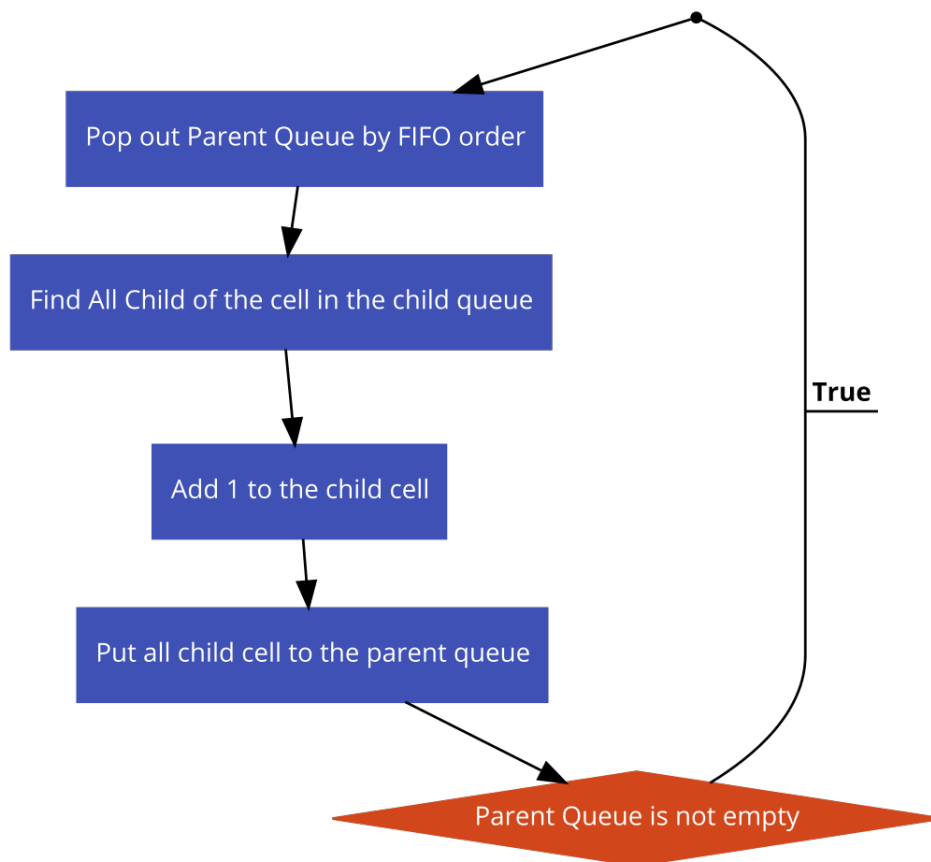 Pop out Parent Queue by FIFO order
Find All Child of the cell in the child queue
True
Add 1 to the child cell
Put all child cell to the parent queue
Parent Queue is not empty